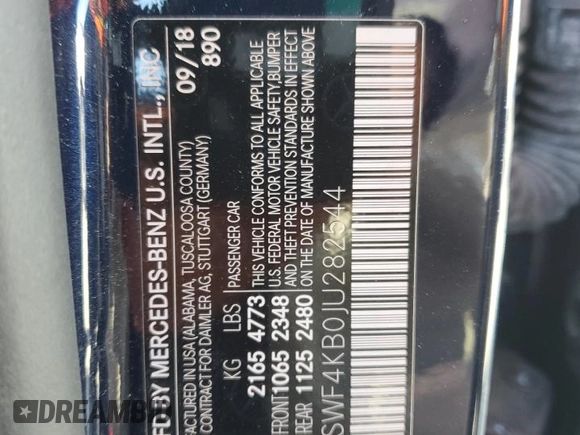 FD BY MERCEDES-BENZ U.S. INTL., INC
FACTURED IN USA (ALABAMA, TUSCALOOSA COUNTY) 09/18
CONTRACT FOR DAIMLER AG, STUTTGART (GERMANY) 890
KG LBS PASSENGER CAR
2165 4773 THIS VEHICLE CONFORMS TO ALL APPLICABLE
FRONT 1065 2348 U.S. FEDERAL MOTOR VEHICLE SAFETY, BUMPER
AND THEFT PREVENTION STANDARDS IN EFFECT
REAR 1125 2480 ON THE DATE OF MANUFACTURE SHOWN ABOVE
SWF4KB0JU282544
DREAMBID